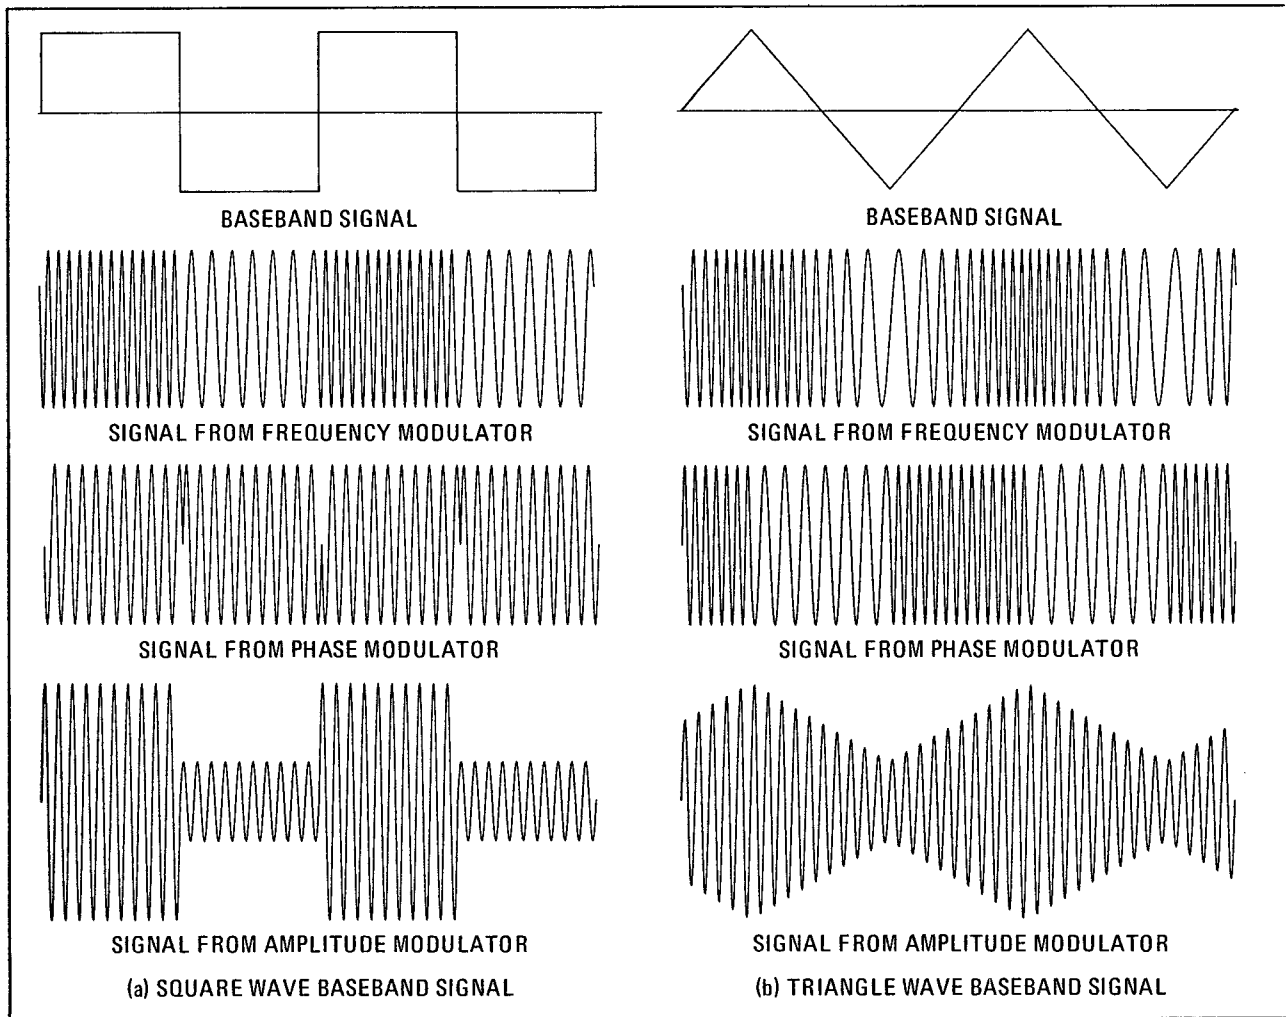 BASEBAND SIGNAL
SIGNAL FROM FREQUENCY MODULATOR
SIGNAL FROM PHASE MODULATOR
SIGNAL FROM AMPLITUDE MODULATOR
(a) SQUARE WAVE BASEBAND SIGNAL
BASEBAND SIGNAL
SIGNAL FROM FREQUENCY MODULATOR
SIGNAL FROM PHASE MODULATOR
SIGNAL FROM AMPLITUDE MODULATOR
(b) TRIANGLE WAVE BASEBAND SIGNAL